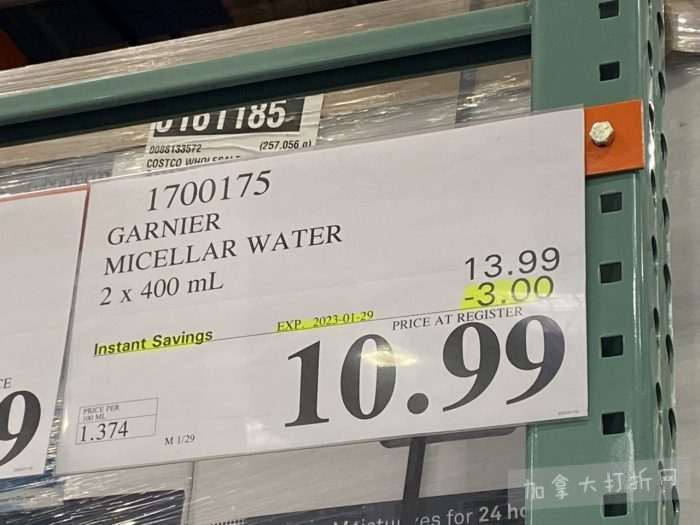 0088133572 (257,056 g)
COSTCO WHOLESALE
1700175
GARNIER
MICELLAR WATER
2 x 400 mL
13.99
-3.00
Instant Savings
EXP. 2023-01-29
PRICE AT REGISTER
10.99
PRICE PER
100 ML
1.374
M 1/29
9
es for 24
加拿大打折网